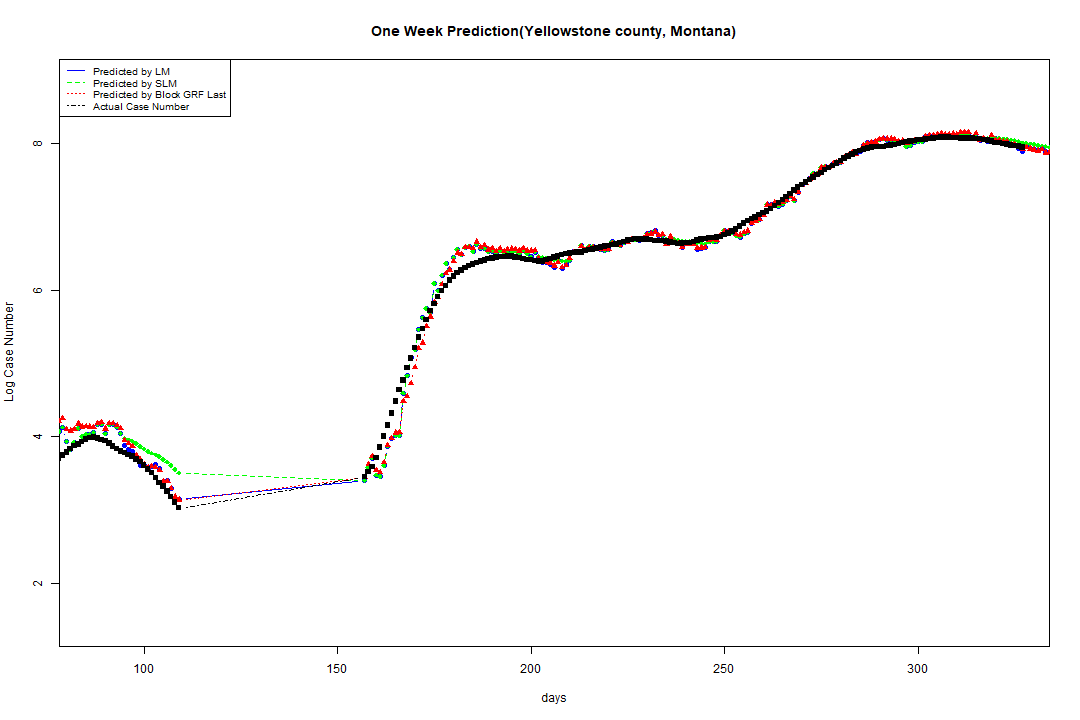 One Week Prediction(Yellowstone county, Montana)
Predicted by LM
Predicted by SLM
Predicted by Block GRF Last
Actual Case Number
8
6
4
2
Log Case Number
100 150 200 250 300
days